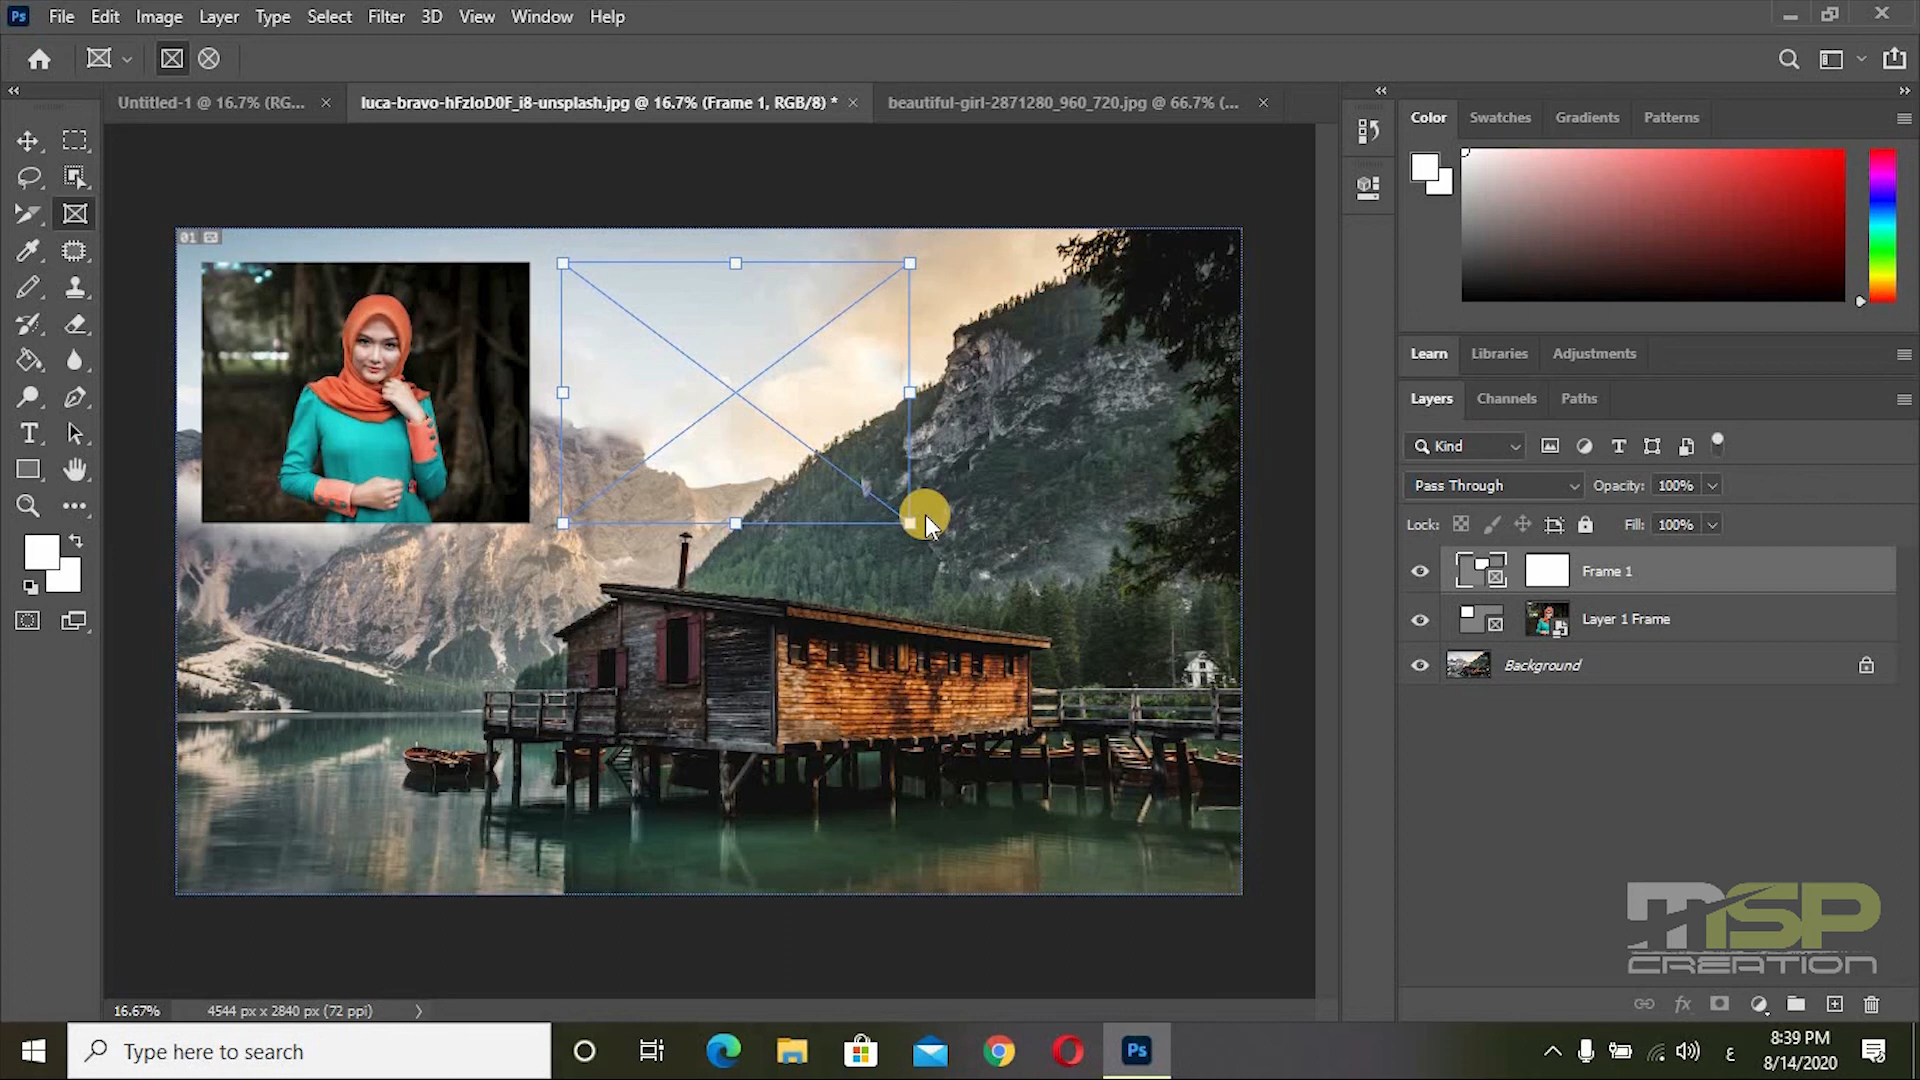 Ps File Edit Image Layer Type Select Filter 3D View Window Help
Untitled-1 @ 16.7% (RG...
luca-bravo-hFzIoD0F_i8-unsplash.jpg @ 16.7% (Frame 1, RGB/8) *
beautiful-girl-2871280_960_720.jpg @ 66.7% (...
Color Swatches Gradients Patterns
01
Learn Libraries Adjustments
Layers Channels Paths
Kind
Pass Through Opacity: 100%
Lock: Fill: 100%
Frame 1
Layer 1 Frame
Background
MSP
CREATION
16.67% 4544 px x 2840 px (72 ppi)
Type here to search
Ps
ع
8:39 PM
8/14/2020